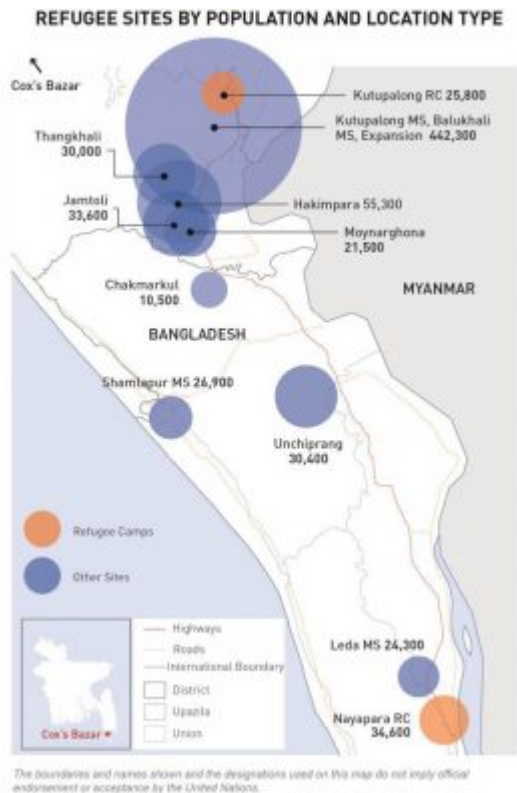 REFUGEE SITES BY POPULATION AND LOCATION TYPE
Cox's Bazar
Kutupalong RC 25,800
Kutupalong MS, Balukhali
MS, Expansion 442,300
Thangkhali
30,000
Hakimpara 55,300
Jamtoli
33,600
Moynarghona
21,500
Chakmarkul
10,500
MYANMAR
BANGLADESH
Shamlapur MS 26,900
Unchiprang
30,400
Refugee Camps
Other Sites
Highways
Roads
International Boundary
District
Upazila
Union
Cox's Bazar
Leda MS 24,300
Nayapara RC
34,600
The boundaries and names shown and the designations used on this map do not imply official
endorsement or acceptance by the United Nations.